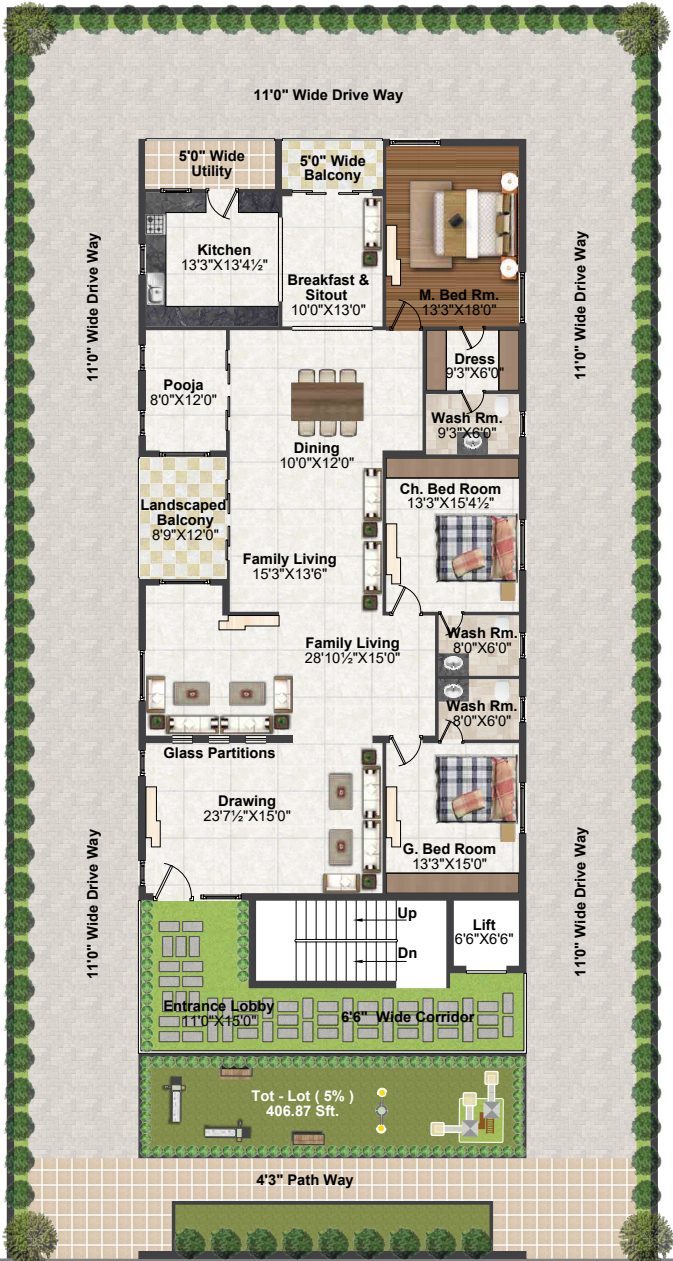 11'0" Wide Drive Way
5'0" Wide
Utility
5'0" Wide
Balcony
Kitchen
13'3"X13'4½"
Breakfast &
Sitout
10'0"X13'0"
M. Bed Rm.
13'3"X18'0"
11'0" Wide Drive Way
11'0" Wide Drive Way
Pooja
8'0"X12'0"
Dress
9'3"X6'0"
Wash Rm.
9'3"X6'0"
Dining
10'0"X12'0"
Landscaped
Balcony
8'9"X12'0"
Ch. Bed Room
13'3"X15'4½"
Family Living
15'3"X13'6"
Family Living
28'10½"X15'0"
Wash Rm.
8'0"X6'0"
Wash Rm.
8'0"X6'0"
Glass Partitions
Drawing
23'7½"X15'0"
G. Bed Room
13'3"X15'0"
11'0" Wide Drive Way
11'0" Wide Drive Way
Up
Dn
Lift
6'6"X6'6"
Entrance Lobby
11'0"X15'0"
6'6" Wide Corridor
Tot - Lot ( 5% )
406.87 Sft.
4'3" Path Way